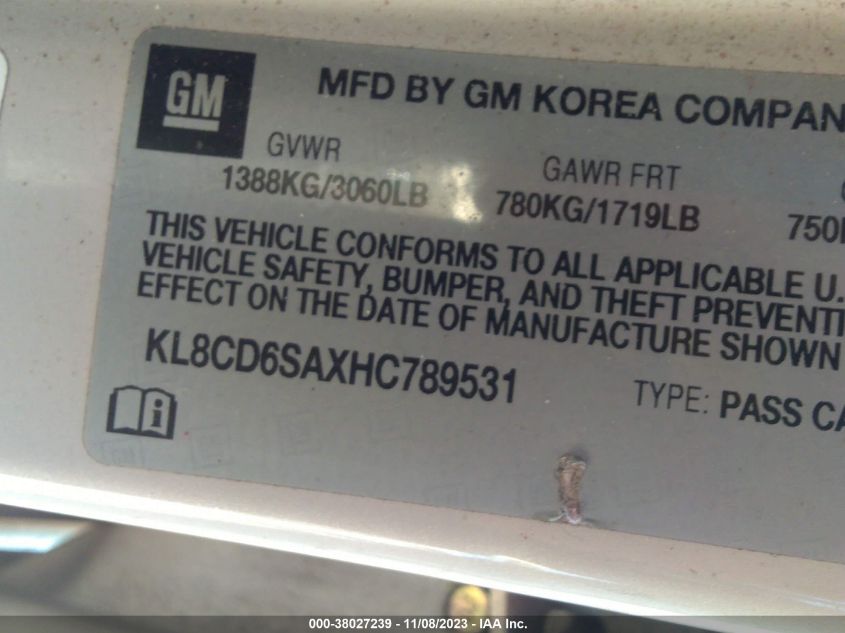 GM
MFD BY GM KOREA COMPAN
GVWR
GAWR FRT
1388KG/3060LB
780KG/1719LB
750
THIS VEHICLE CONFORMS TO ALL APPLICABLE U.
VEHICLE SAFETY, BUMPER, AND THEFT PREVENTI
EFFECT ON THE DATE OF MANUFACTURE SHOWN
KL8CD6SAXHC789531
TYPE: PASS CA
i
000-38027239 - 11/08/2023 - IAA Inc.